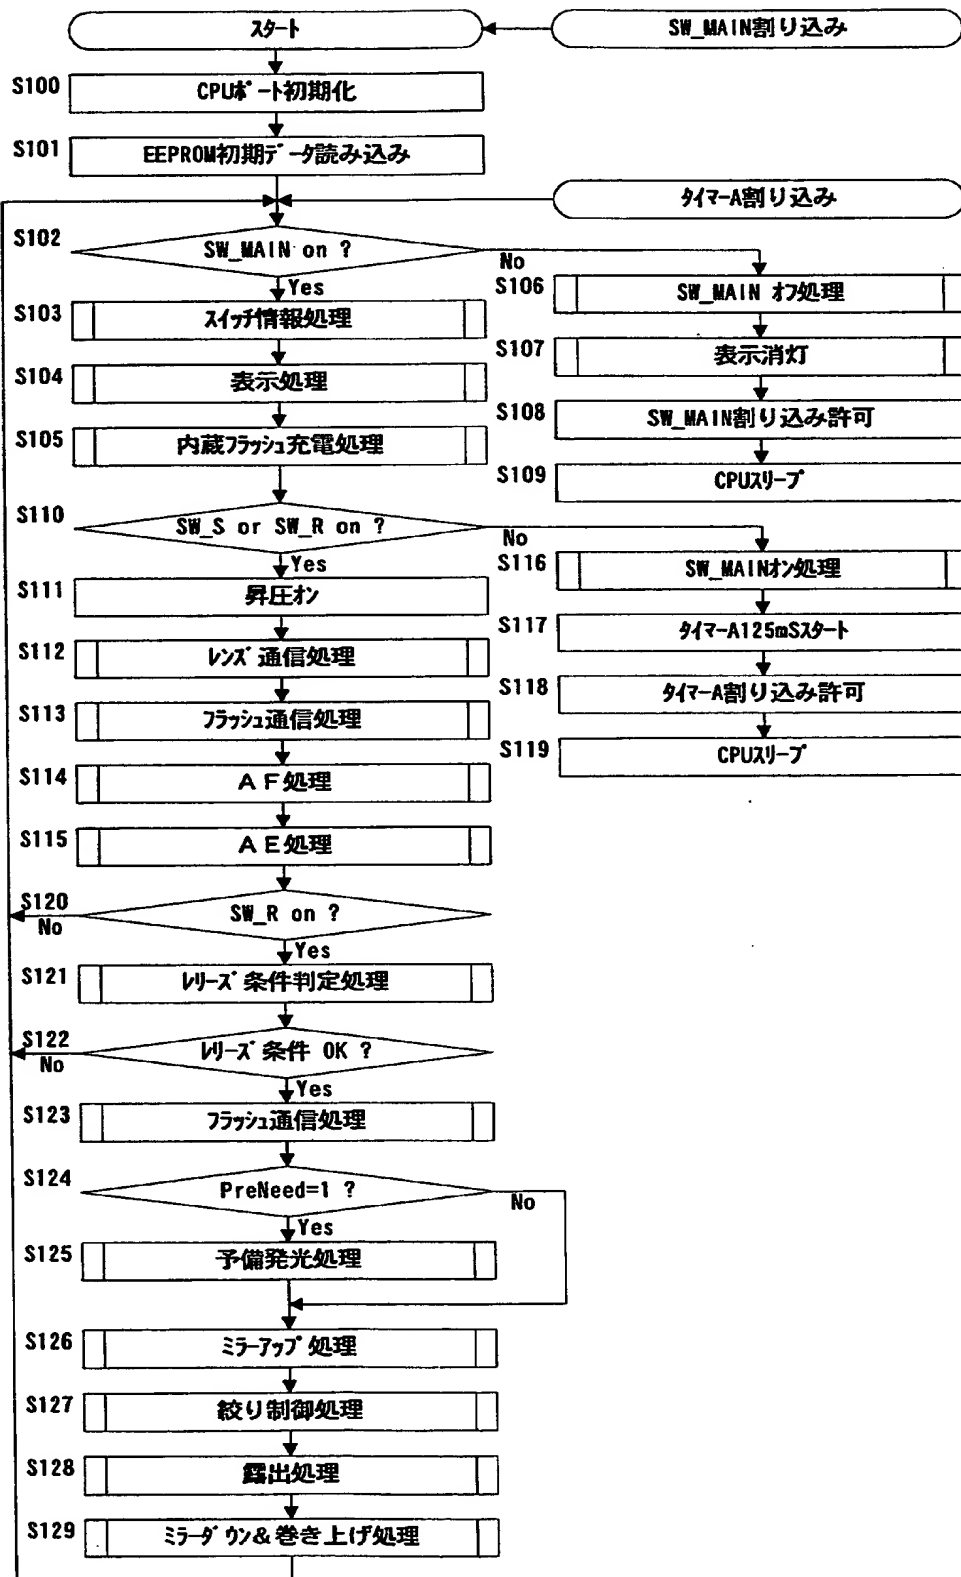 スタート
SW_MAIN割り込み
S100
CPUポート初期化
S101
EEPROM初期データ読み込み
タイマーA割り込み
S102
SW_MAIN on ?
No
Yes
S103
スイッチ情報処理
S104
表示処理
S105
内蔵フラッシュ充電処理
S106
SW_MAIN オフ処理
S107
表示消灯
S108
SW_MAIN割り込み許可
S109
CPUスリープ
S110
SW_S or SW_R on ?
No
Yes
S111
昇圧オン
S112
レンズ通信処理
S113
フラッシュ通信処理
S114
AF処理
S115
AE処理
S116
SW_MAINオン処理
S117
タイマーA125mSスタート
S118
タイマーA割り込み許可
S119
CPUスリープ
S120
SW_R on ?
No
Yes
S121
レリーズ条件判定処理
S122
レリーズ条件 OK ?
No
Yes
S123
フラッシュ通信処理
S124
PreNeed=1 ?
No
Yes
S125
予備発光処理
S126
ミラーアップ処理
S127
絞り制御処理
S128
露出処理
S129
ミラーダウン&巻き上げ処理